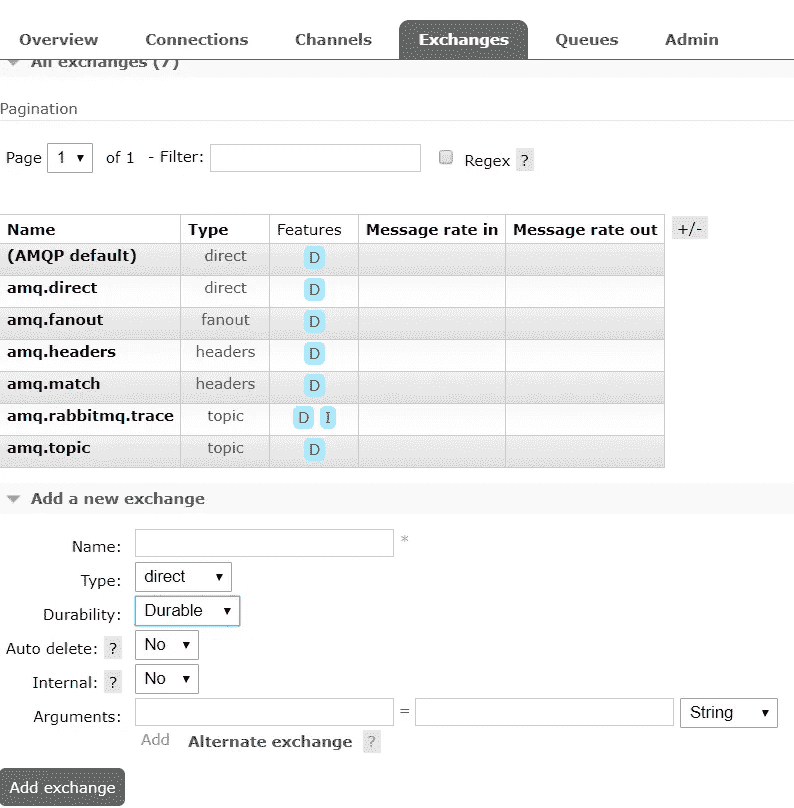 Overview Connections Channels Exchanges Queues Admin
All exchanges (7)
Pagination
Page 1 of 1 - Filter: Regex ?
Name Type Features Message rate in Message rate out +/-
(AMQP default) direct D
amq.direct direct D
amq.fanout fanout D
amq.headers headers D
amq.match headers D
amq.rabbitmq.trace topic D I
amq.topic topic D
Add a new exchange
Name: *
Type: direct
Durability: Durable
Auto delete: ? No
Internal: ? No
Arguments: = String
Add Alternate exchange ?
Add exchange